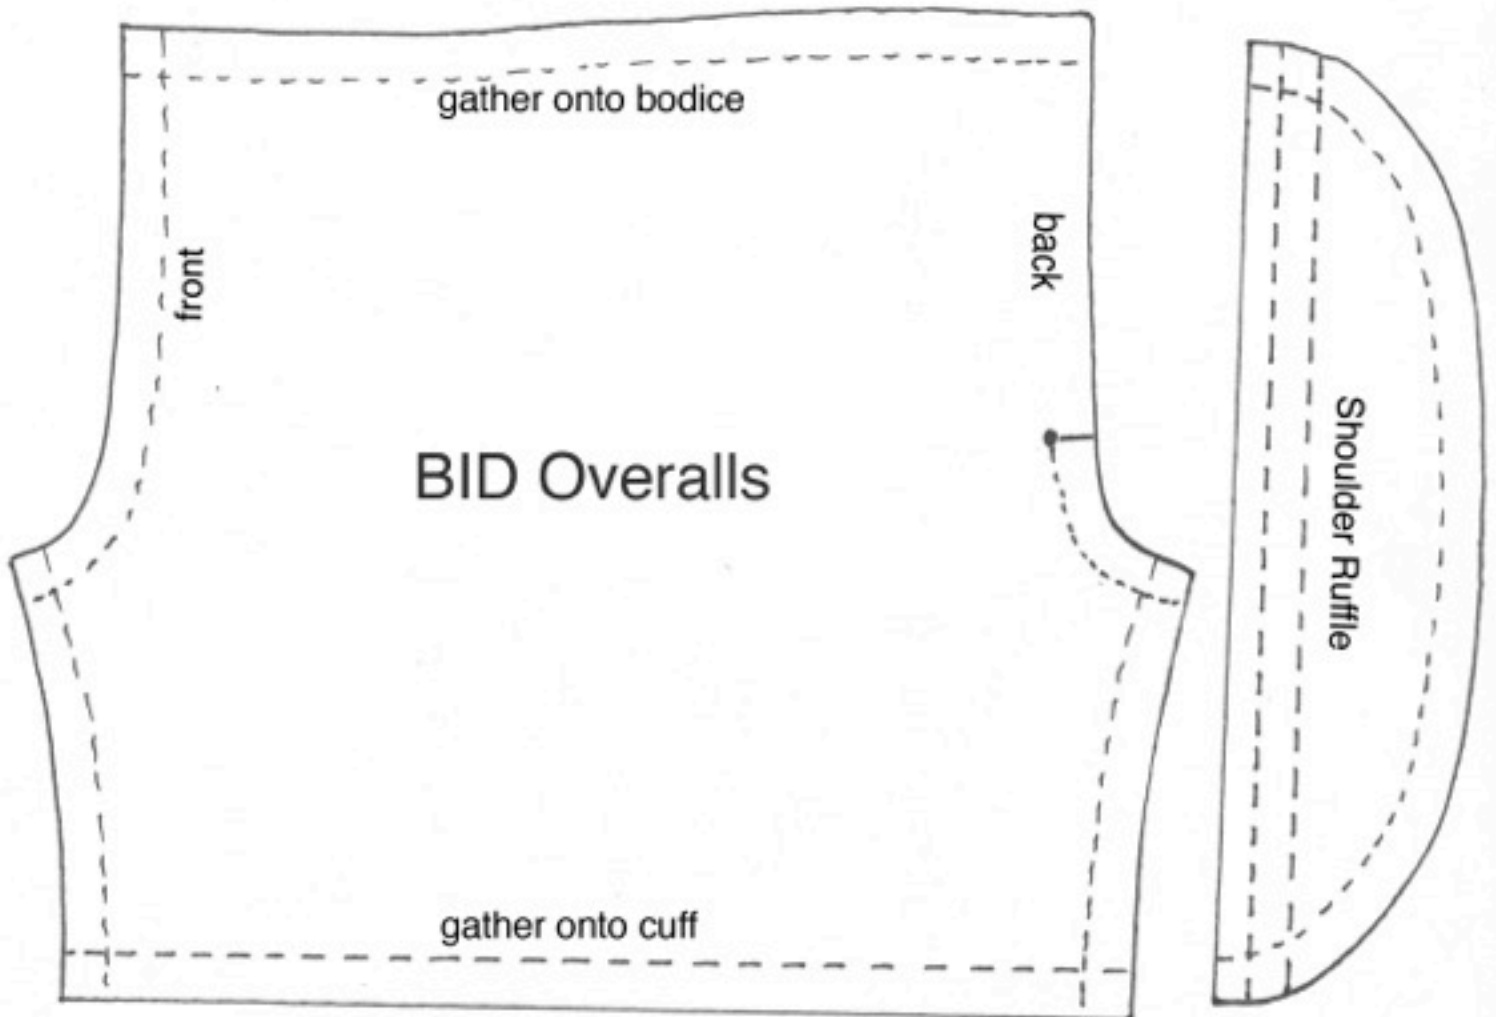 gather onto bodice
front
back
BID Overalls
Shoulder Ruffle
gather onto cuff